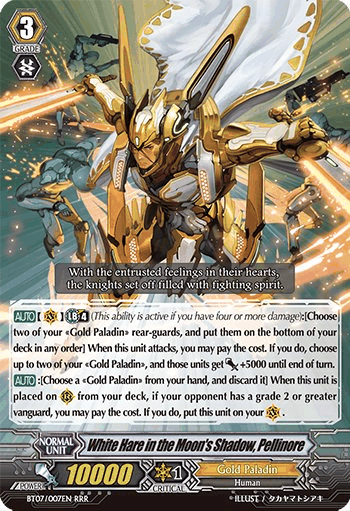 3
GRADE
With the entrusted feelings in their hearts,
the knights set off filled with fighting spirit.
AUTO 【 】 LB 4 (This ability is active if you have four or more damage):[Choose
two of your «Gold Paladin» rear-guards, and put them on the bottom of your
deck in any order] When this unit attacks, you may pay the cost. If you do, choose
up to two of your «Gold Paladin», and those units get +5000 until end of turn.
AUTO 【 】:[Choose a «Gold Paladin» from your hand, and discard it] When this unit is
placed on from your deck, if your opponent has a grade 2 or greater
vanguard, you may pay the cost. If you do, put this unit on your .
NORMAL
UNIT
White Hare in the Moon's Shadow, Pellinore
POWER
10000
1
CRITICAL
Gold Paladin
Human
BT07/007EN RRR
ILLUST / タカヤマトシアキ